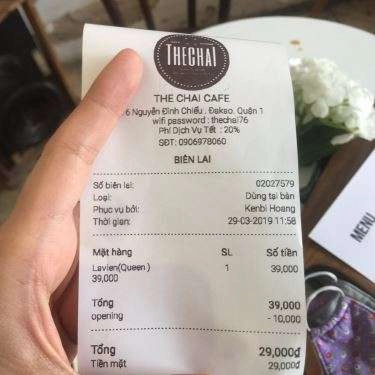 THECHAI
THE CHAI CAFE
6 Nguyễn Đình Chiểu . Đakao. Quận 1
wifi password : thechai76
Phí Dịch Vụ Tết : 20%
SĐT: 0906978060
BIÊN LAI
Số biên lai: 02027579
Loại: Dùng tại bàn
Phục vụ bởi: Kenbi Hoang
Thời gian: 29-03-2019 11:58
Mặt hàng SL Số tiền
Lavien(Queen ) 1 39,000
39,000
Tổng 39,000
opening - 10,000
Tổng 29,000₫
Tiền mặt 29,000₫
MENU